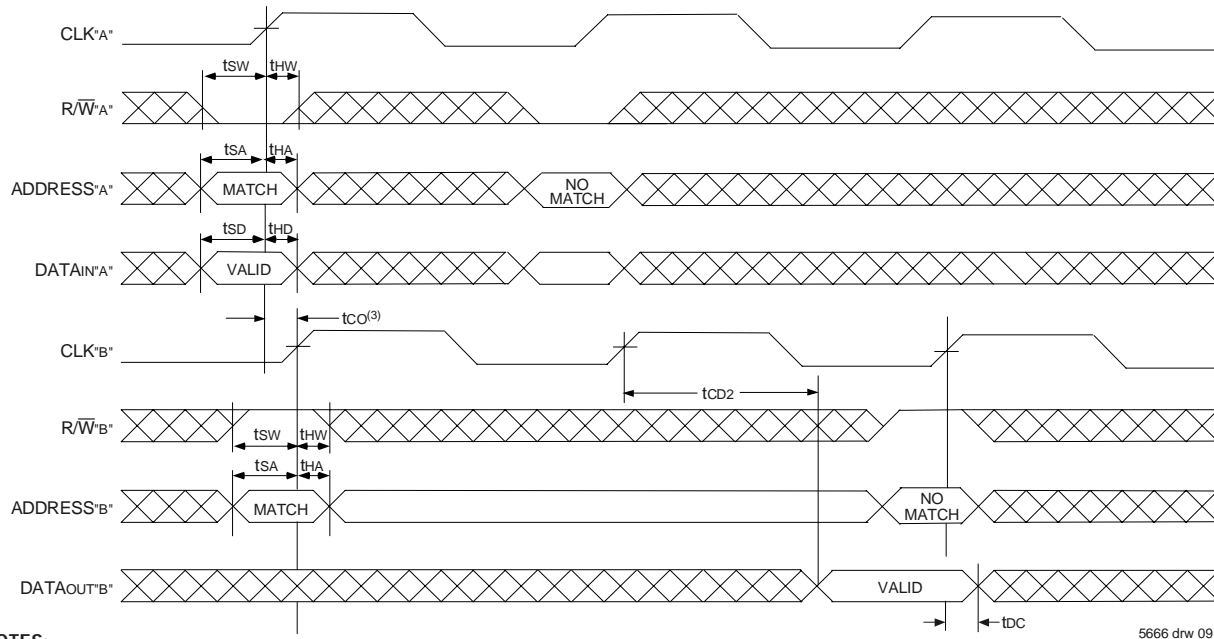 CLK"A"
tSW tHW
R/W̅"A"
tSA tHA
ADDRESS"A" MATCH NO MATCH
tSD tHD
DATAIN"A" VALID
tCO(3)
CLK"B"
tCD2
R/W̅"B"
tSW tHW
tSA tHA
ADDRESS"B" MATCH NO MATCH
DATAOUT"B" VALID
tDC
5666 drw 09